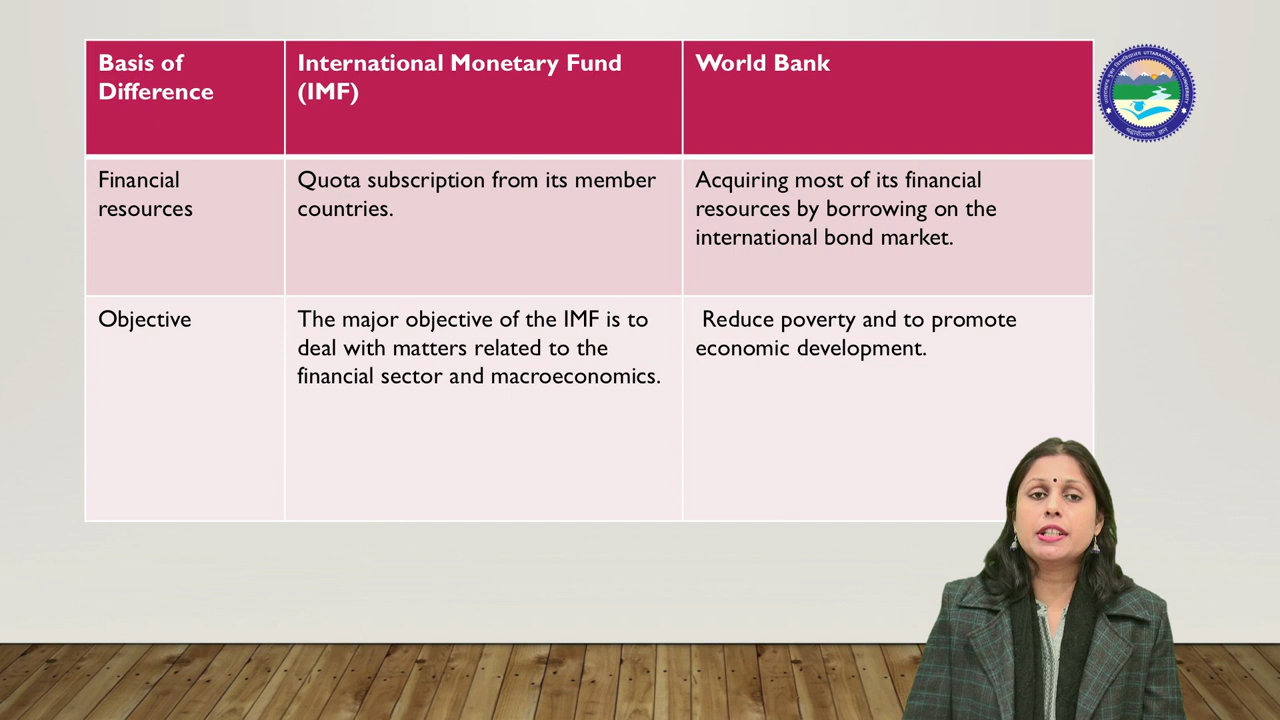 Basis of
Difference
International Monetary Fund
(IMF)
World Bank
Financial
resources
Quota subscription from its member
countries.
Acquiring most of its financial
resources by borrowing on the
international bond market.
Objective
The major objective of the IMF is to
deal with matters related to the
financial sector and macroeconomics.
Reduce poverty and to promote
economic development.